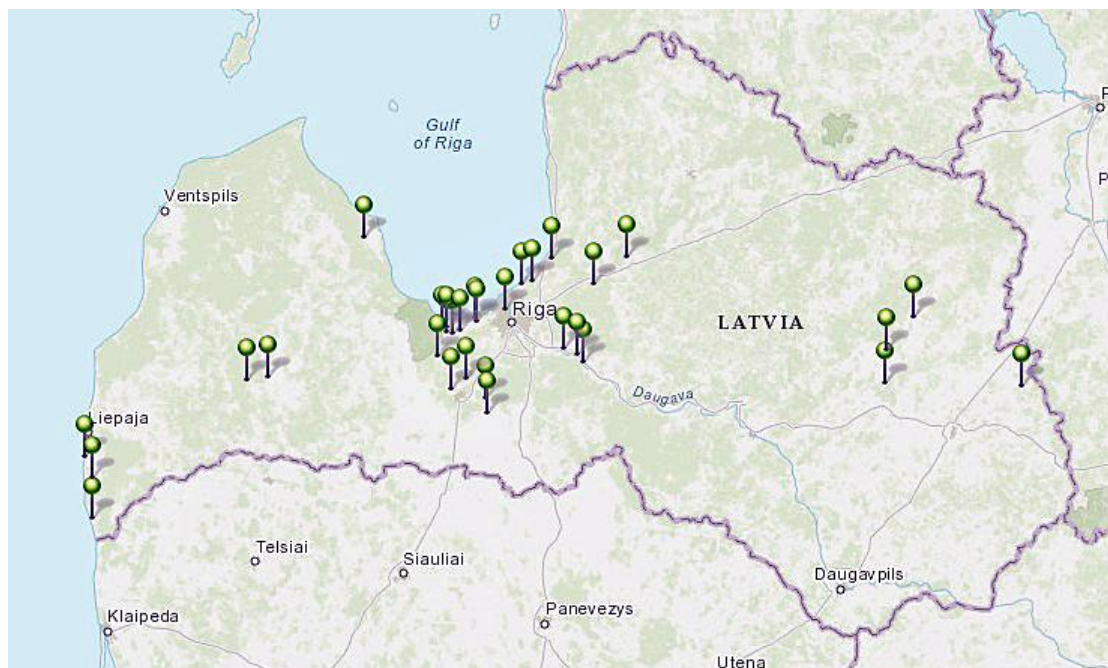 Gulf
of Riga
Ventspils
Riga
LATVIA
Daugava
Liepaja
Telsiai
Siauliai
Daugavpils
Panevezys
Klaipeda
Utena
P
P